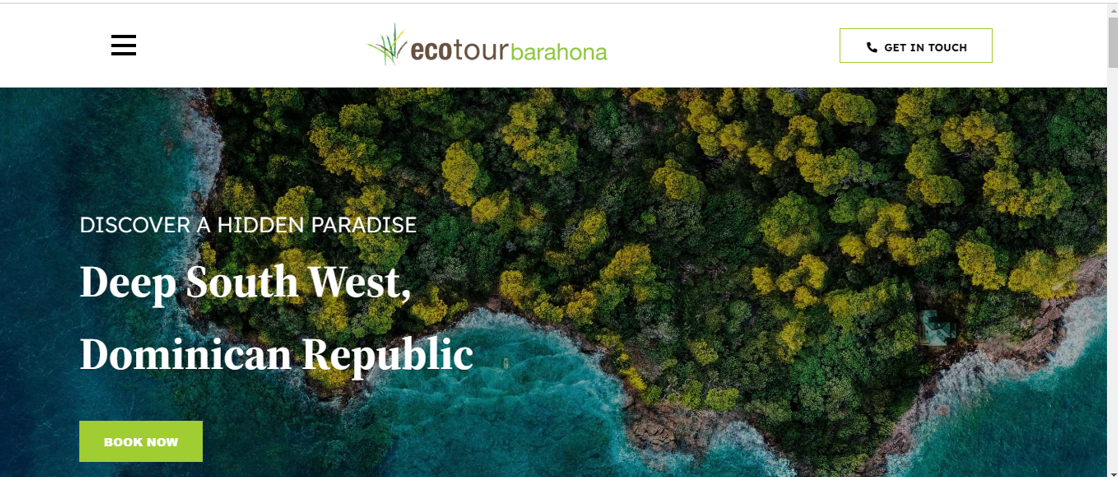 ecotourbarahona
GET IN TOUCH
DISCOVER A HIDDEN PARADISE
Deep South West,
Dominican Republic
BOOK NOW